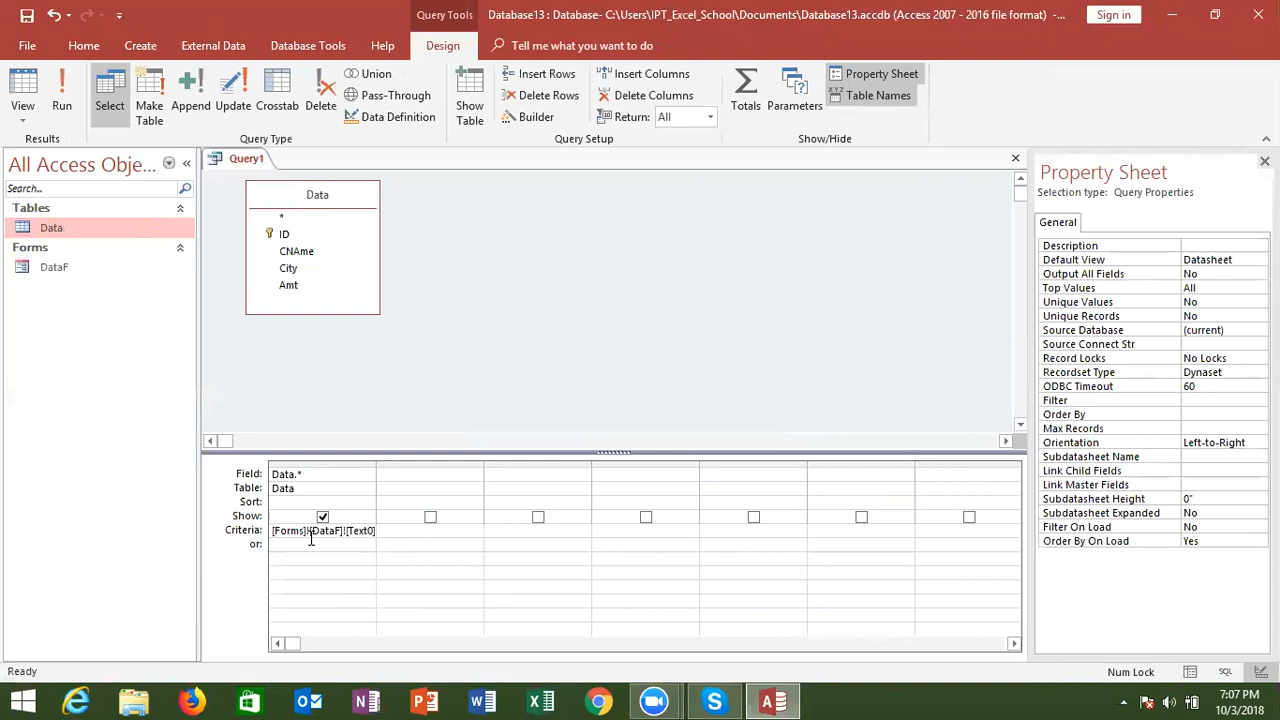 Query Tools
Database13 : Database- C:\Users\IPT_Excel_School\Documents\Database13.accdb (Access 2007 - 2016 file format) -...
Sign in
File Home Create External Data Database Tools Help Design Tell me what you want to do
View Run Select Make Table Append Update Crosstab Delete
Union
Pass-Through
Data Definition
Show Table
Insert Rows
Delete Rows
Builder
Insert Columns
Delete Columns
Return: All
Totals Parameters
Property Sheet
Table Names
Results Query Type Query Setup Show/Hide
All Access Obje...
Search...
Tables
Data
Forms
DataF
Query1
Data
*
ID
CName
City
Amt
Field: Data.*
Table: Data
Sort:
Show:
Criteria: [Forms]![DataF]![Text0]
or:
Property Sheet
Selection type: Query Properties
General
Description
Default View Datasheet
Output All Fields No
Top Values All
Unique Values No
Unique Records No
Source Database (current)
Source Connect Str
Record Locks No Locks
Recordset Type Dynaset
ODBC Timeout 60
Filter
Order By
Max Records
Orientation Left-to-Right
Subdatasheet Name
Link Child Fields
Link Master Fields
Subdatasheet Height 0"
Subdatasheet Expanded No
Filter On Load No
Order By On Load Yes
Ready
Num Lock
SQL
7:07 PM
10/3/2018